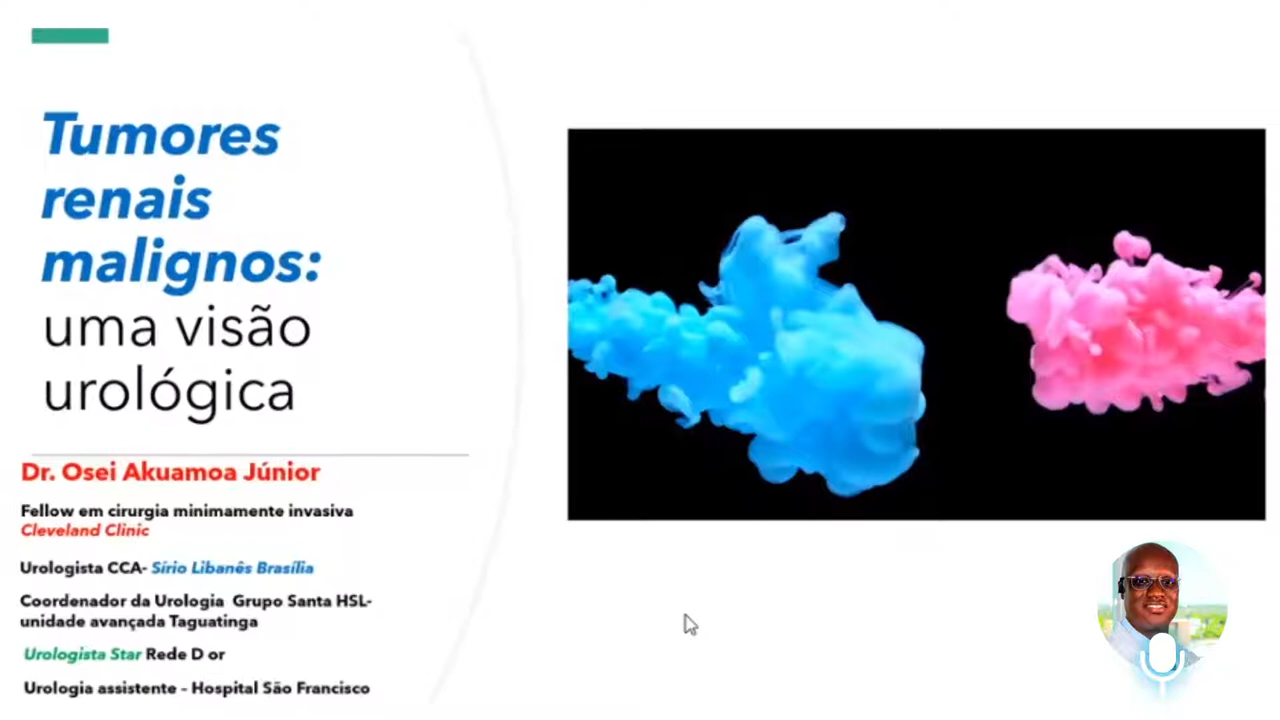 Tumores
renais
malignos:
uma visão
urológica
Dr. Osei Akuamoa Júnior
Fellow em cirurgia minimamente invasiva
Cleveland Clinic
Urologista CCA- Sírio Libanês Brasília
Coordenador da Urologia Grupo Santa HSL-
unidade avançada Taguatinga
Urologista Star Rede D or
Urologia assistente – Hospital São Francisco